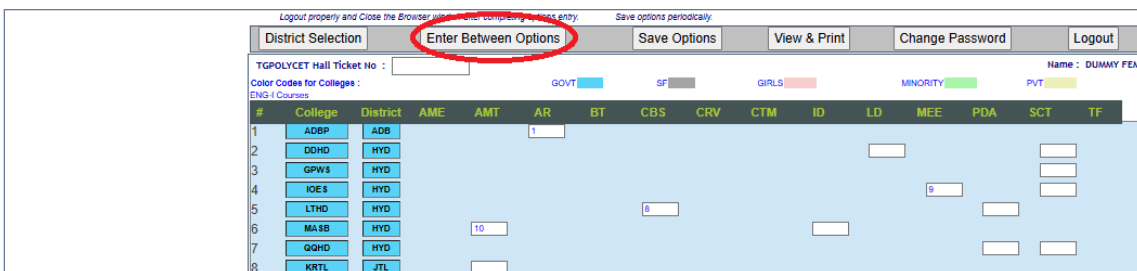 Logout properly and Close the Browser window after completing options entry. Save options periodically.
District Selection Enter Between Options Save Options View & Print Change Password Logout
TGPOLYCET Hall Ticket No : Name : DUMMY FEM
Color Codes for Colleges : GOVT SF GIRLS MINORITY PVT
ENG-I Courses
# College District AME AMT AR BT CBS CRV CTM ID LD MEE PDA SCT TF
1 ADBP ADB 1
2 DDHD HYD
3 GPWS HYD
4 IOES HYD 9
5 LTHD HYD 8
6 MASB HYD 10
7 QQHD HYD
8 KRTL JTL